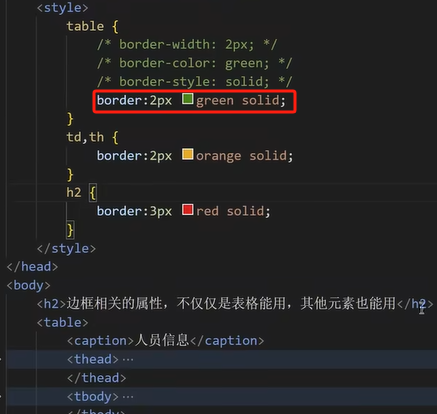 <style>
table {
/* border-width: 2px; */
/* border-color: green; */
/* border-style: solid; */
border:2px green solid;
}
td,th {
border:2px orange solid;
}
h2 {
border:3px red solid;
}
</style>
</head>
<body>
<h2>边框相关的属性，不仅仅是表格能用，其他元素也能用</h2>
<table>
<caption>人员信息</caption>
<thead>…
</thead>
<tbody>…
</tbody>